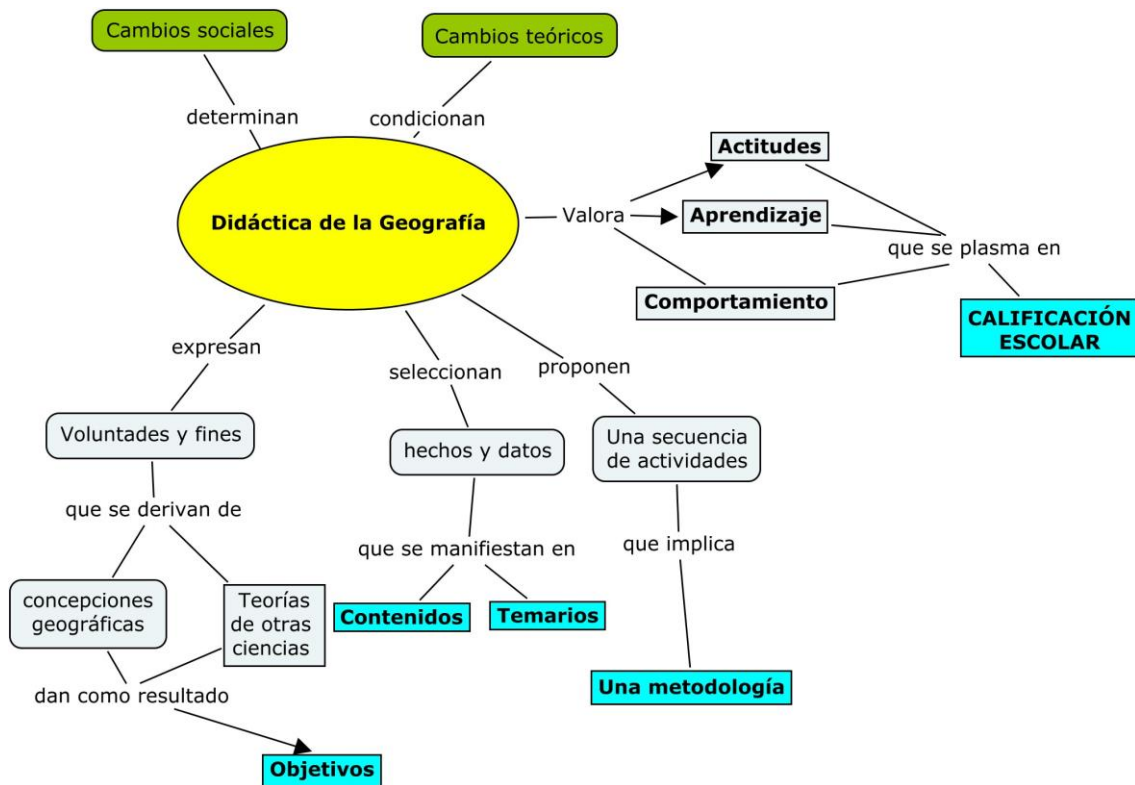 Cambios sociales
Cambios teóricos
determinan
condicionan
Didáctica de la Geografía
Valora
Actitudes
Aprendizaje
Comportamiento
que se plasma en
CALIFICACIÓN
ESCOLAR
expresan
seleccionan
proponen
Voluntades y fines
hechos y datos
Una secuencia
de actividades
que se derivan de
que se manifiestan en
que implica
concepciones
geográficas
Teorías
de otras
ciencias
Contenidos
Temarios
Una metodología
dan como resultado
Objetivos